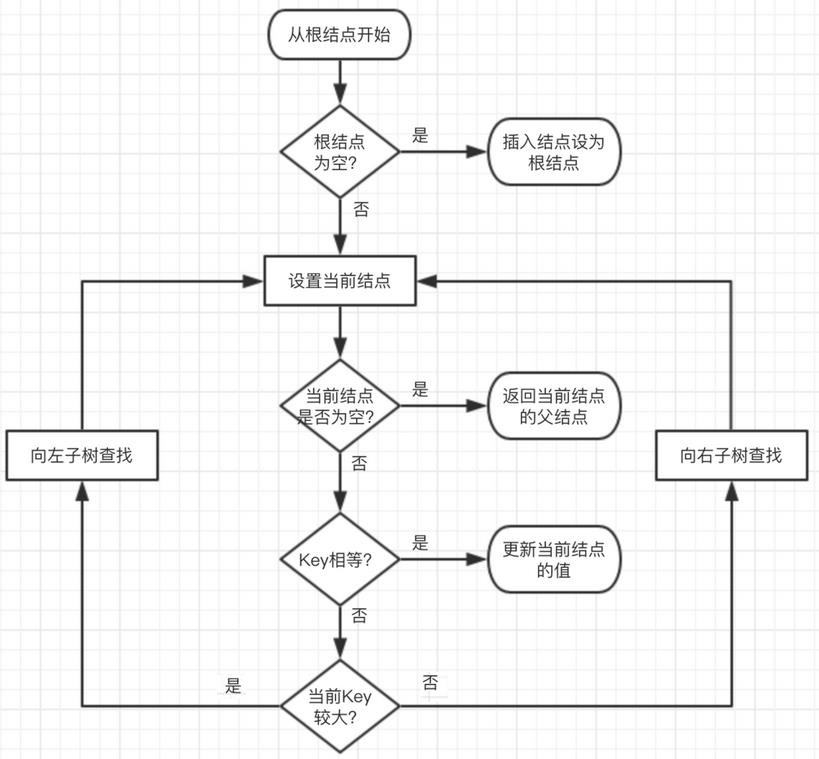 从根结点开始
根结点
为空?
是
插入结点设为
根结点
否
设置当前结点
当前结点
是否为空?
是
返回当前结点
的父结点
向左子树查找
向右子树查找
否
Key相等?
是
更新当前结点
的值
否
当前Key
较大?
是
否